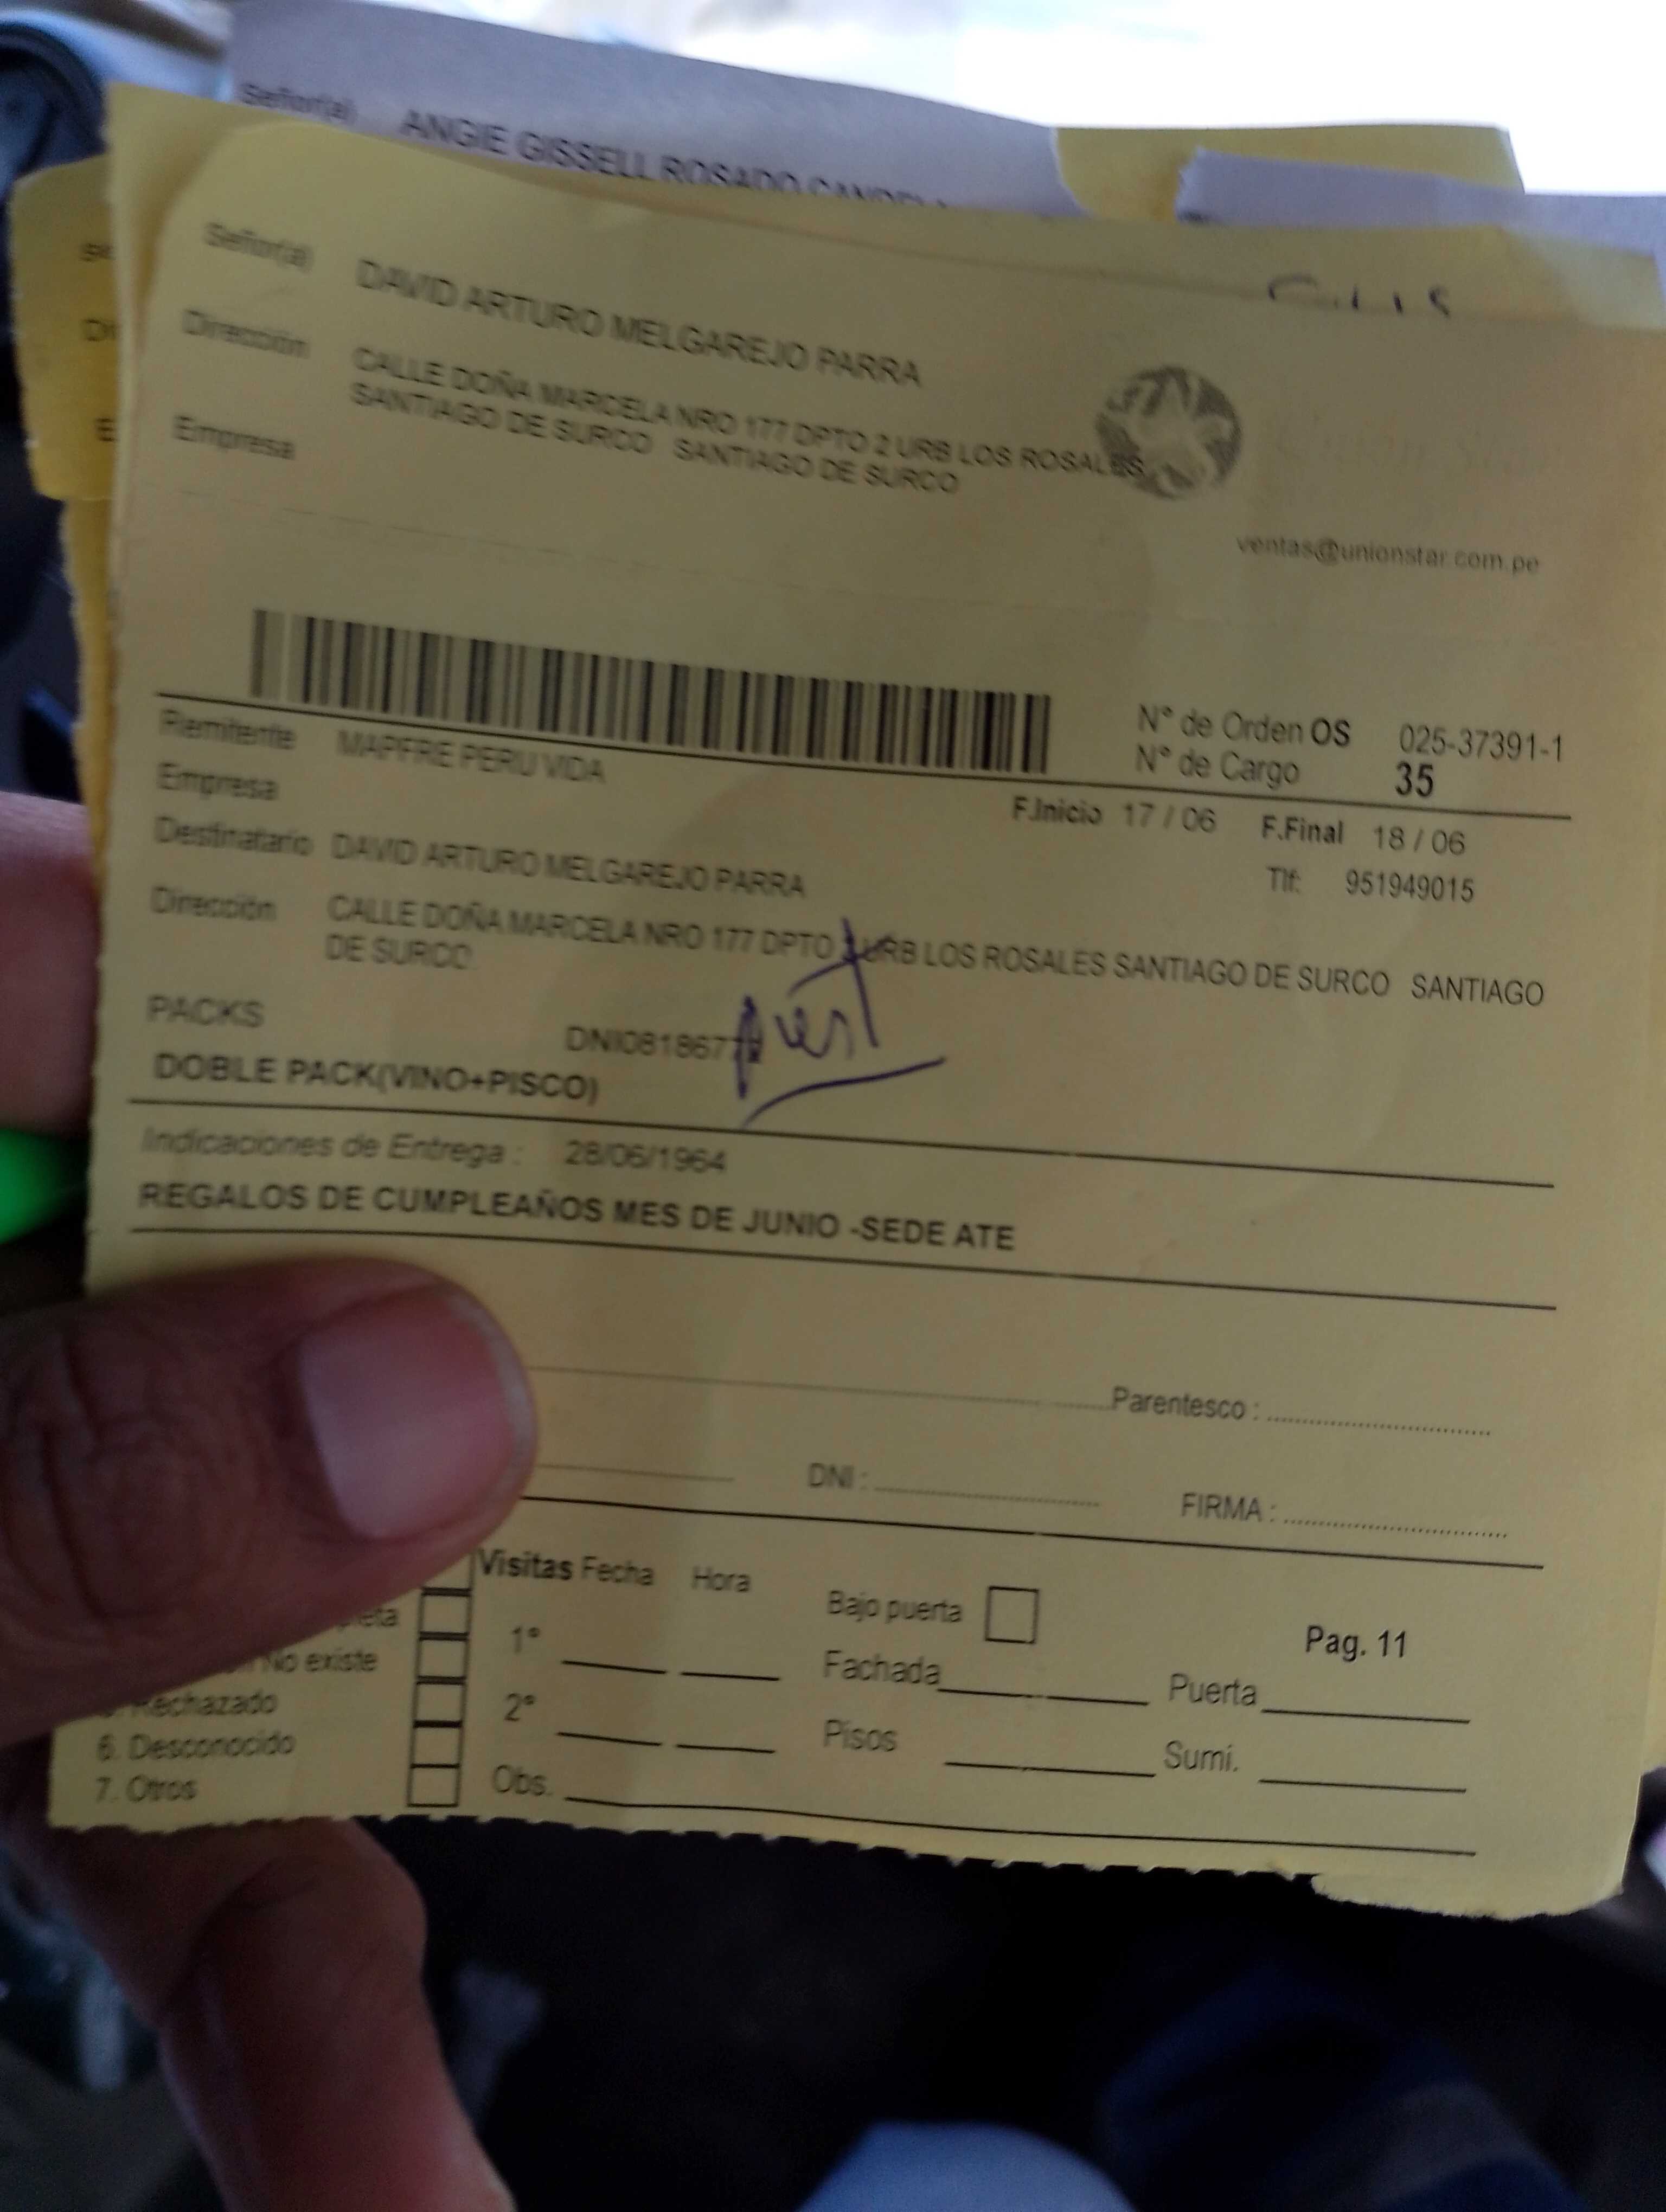 Señor(a) ANGIE GISSELL ROSADO
Señor(a) DAVID ARTURO MELGAREJO PARRA
Dirección CALLE DOÑA MARCELA NRO 177 DPTO 2 URB LOS ROSALES
SANTIAGO DE SURCO SANTIAGO DE SURCO
Empresa
ventas@unionstar.com.pe
N° de Orden OS 025-37391-1
N° de Cargo 35
Remitente MAPFRE PERU VIDA
Empresa
F.Inicio 17 / 06 F.Final 18 / 06
Destinatario DAVID ARTURO MELGAREJO PARRA
Tlf: 951949015
Dirección CALLE DOÑA MARCELA NRO 177 DPTO URB LOS ROSALES SANTIAGO DE SURCO SANTIAGO
DE SURCO
PACKS
DNI081867
DOBLE PACK(VINO+PISCO)
Indicaciones de Entrega : 28/06/1964
REGALOS DE CUMPLEAÑOS MES DE JUNIO -SEDE ATE
Parentesco :
DNI : FIRMA :
Visitas Fecha Hora
Bajo puerta
1°
No existe
Fachada Puerta
Pag. 11
Rechazado
2°
Pisos Sumi.
6. Desconocido
7. Otros
Obs.